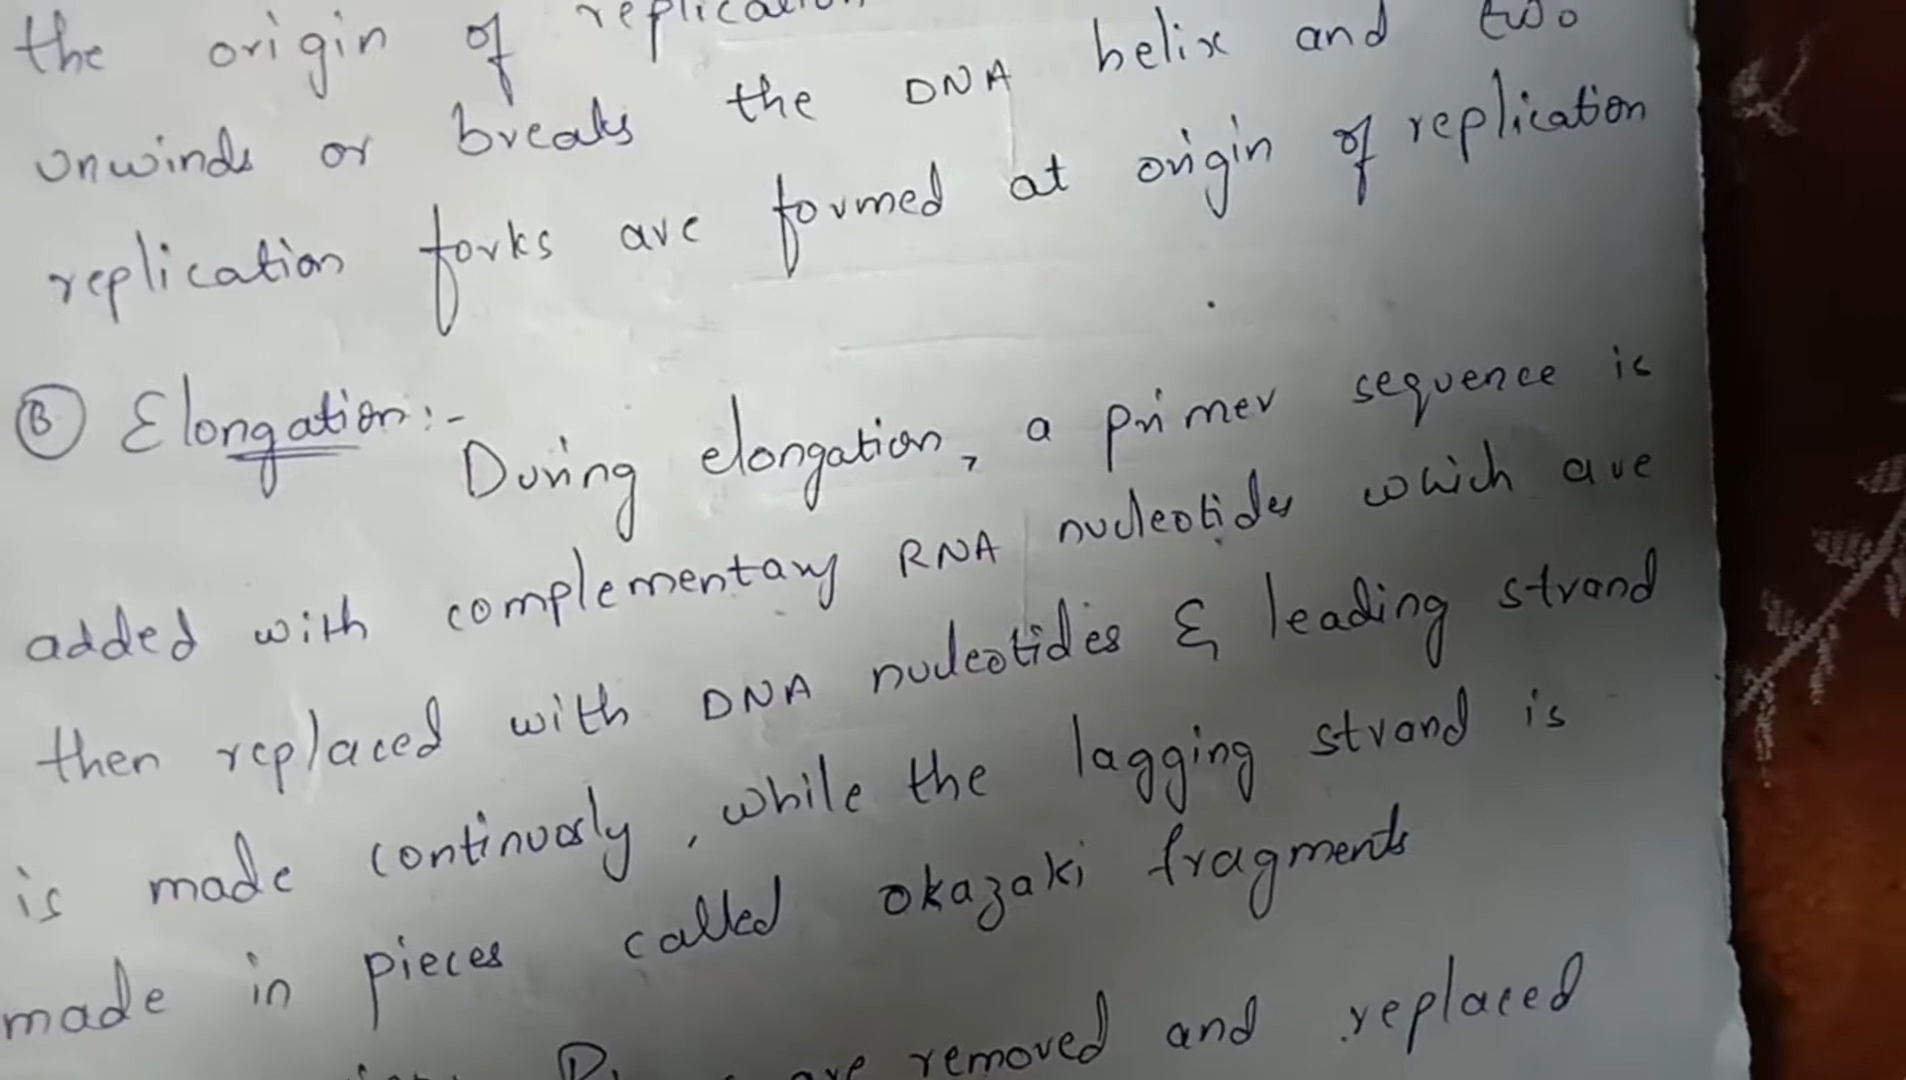 the origin of replication
unwinds or breaks the DNA helix and two
replication forks are formed at origin of replication
Ⓑ Elongation:- During elongation, a primer sequence is
added with complementary RNA nucleotides which are
then replaced with DNA nucleotides & leading strand
is made continuosly, while the lagging strand is
made in pieces called okazaki fragments
are removed and replaced